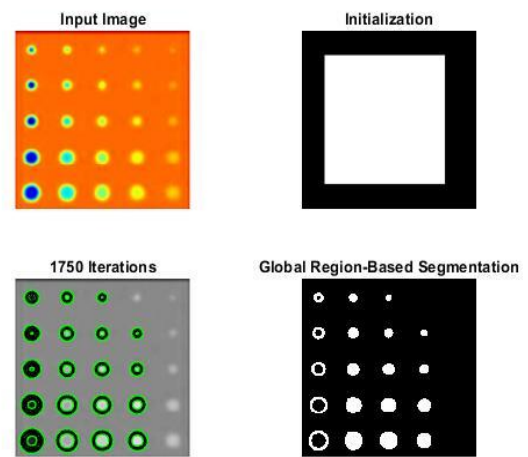 Input Image
Initialization
1750 Iterations
Global Region-Based Segmentation